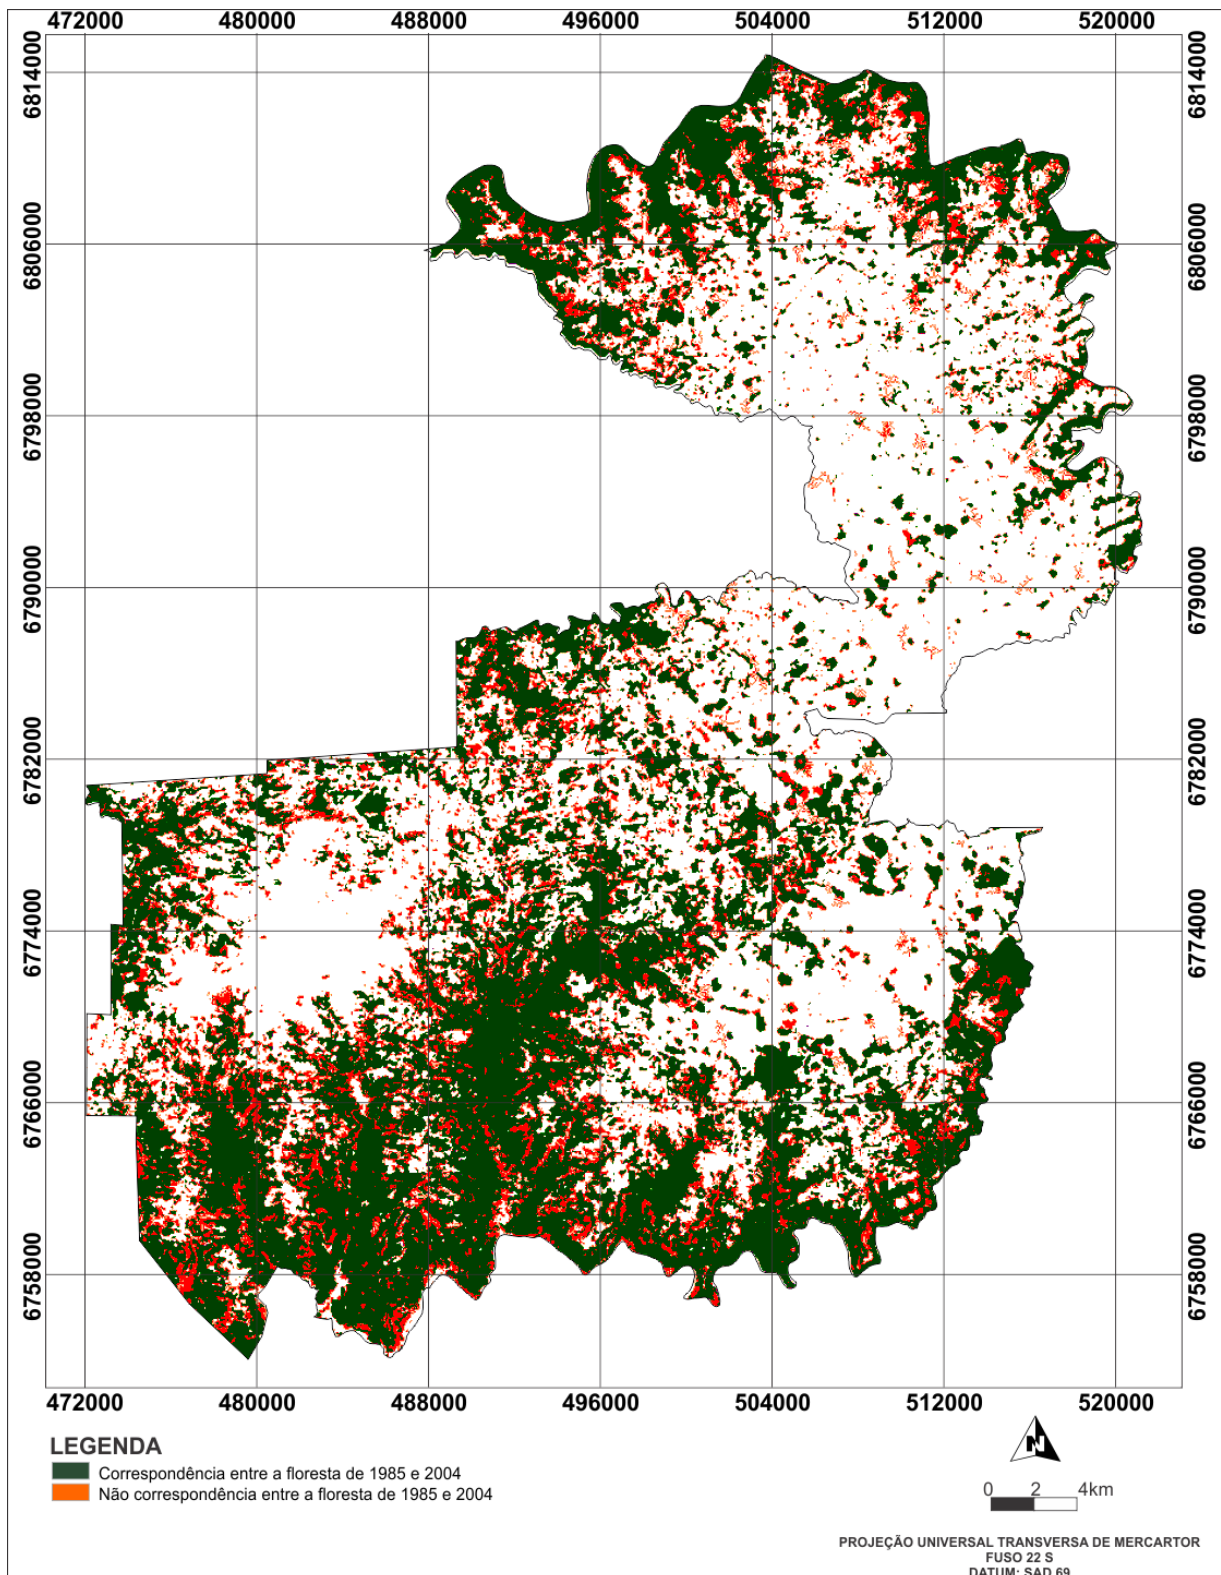 472000 480000 488000 496000 504000 512000 520000
6814000 6814000
6806000 6806000
6798000 6798000
6790000 6790000
6782000 6782000
6774000 6774000
6766000 6766000
6758000 6758000
472000 480000 488000 496000 504000 512000 520000
LEGENDA
Correspondência entre a floresta de 1985 e 2004
Não correspondência entre a floresta de 1985 e 2004
N
0 2 4km
PROJEÇÃO UNIVERSAL TRANSVERSA DE MERCARTOR
FUSO 22 S
DATUM: SAD 69